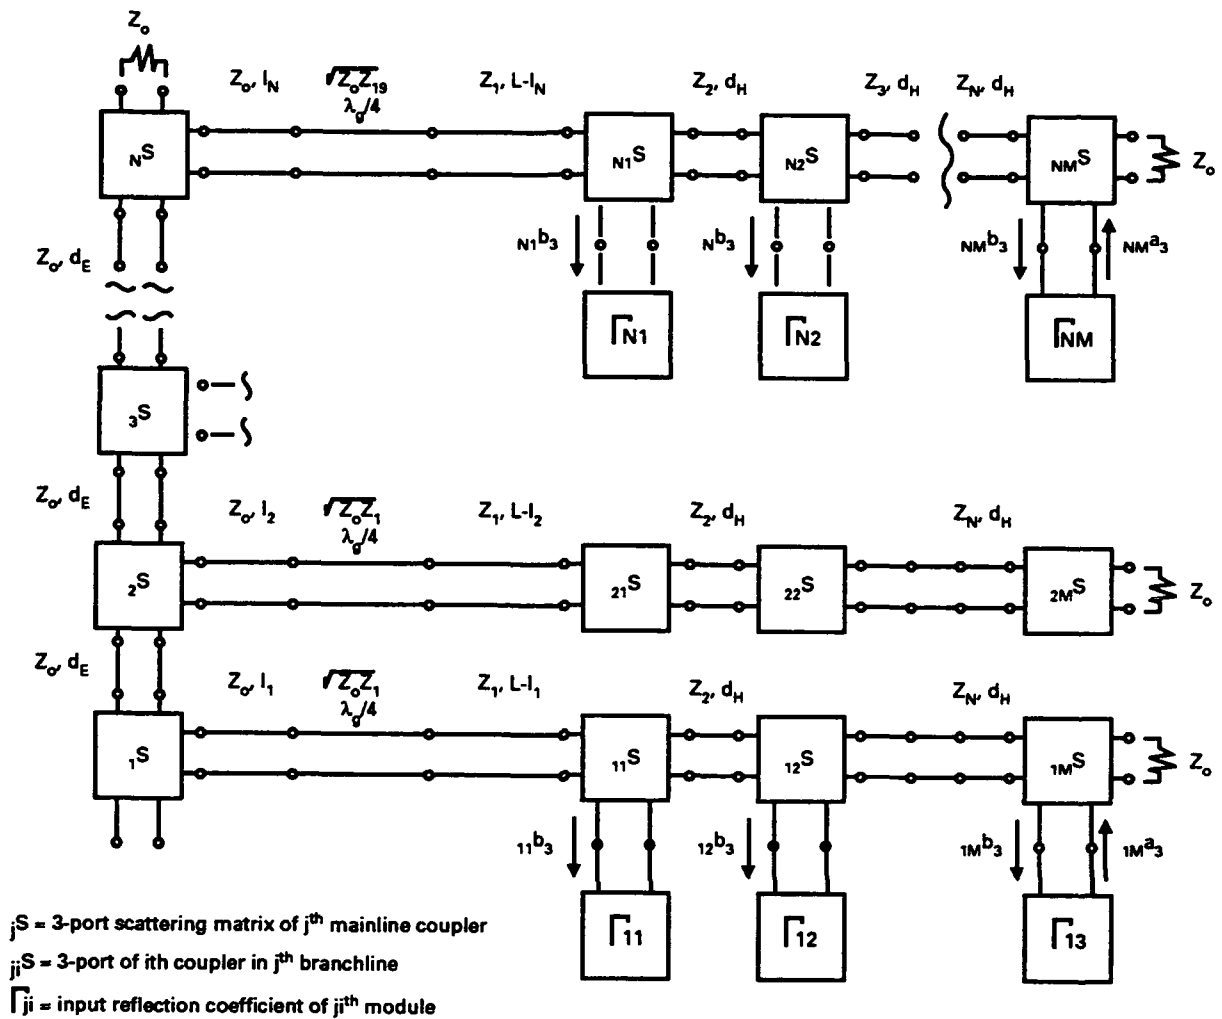 Zo
Zo, lN
√ZoZ19
λg/4
Z1, L-lN
Z2, dH
Z3, dH
ZN, dH
NS
N1S
N2S
NMS
Zo
N1b3
Nb3
NMb3
NMa3
Zo, dE
ΓN1
ΓN2
ΓNM
3S
Zo, dE
Zo, l2
√ZoZ1
λg/4
Z1, L-l2
Z2, dH
ZN, dH
2S
21S
22S
2MS
Zo
Zo, dE
Zo, l1
√ZoZ1
λg/4
Z1, L-l1
Z2, dH
ZN, dH
1S
11S
12S
1MS
Zo
11b3
12b3
1Mb3
1Ma3
Γ11
Γ12
Γ13
jS = 3-port scattering matrix of jth mainline coupler
jiS = 3-port of ith coupler in jth branchline
Γji = input reflection coefficient of jith module